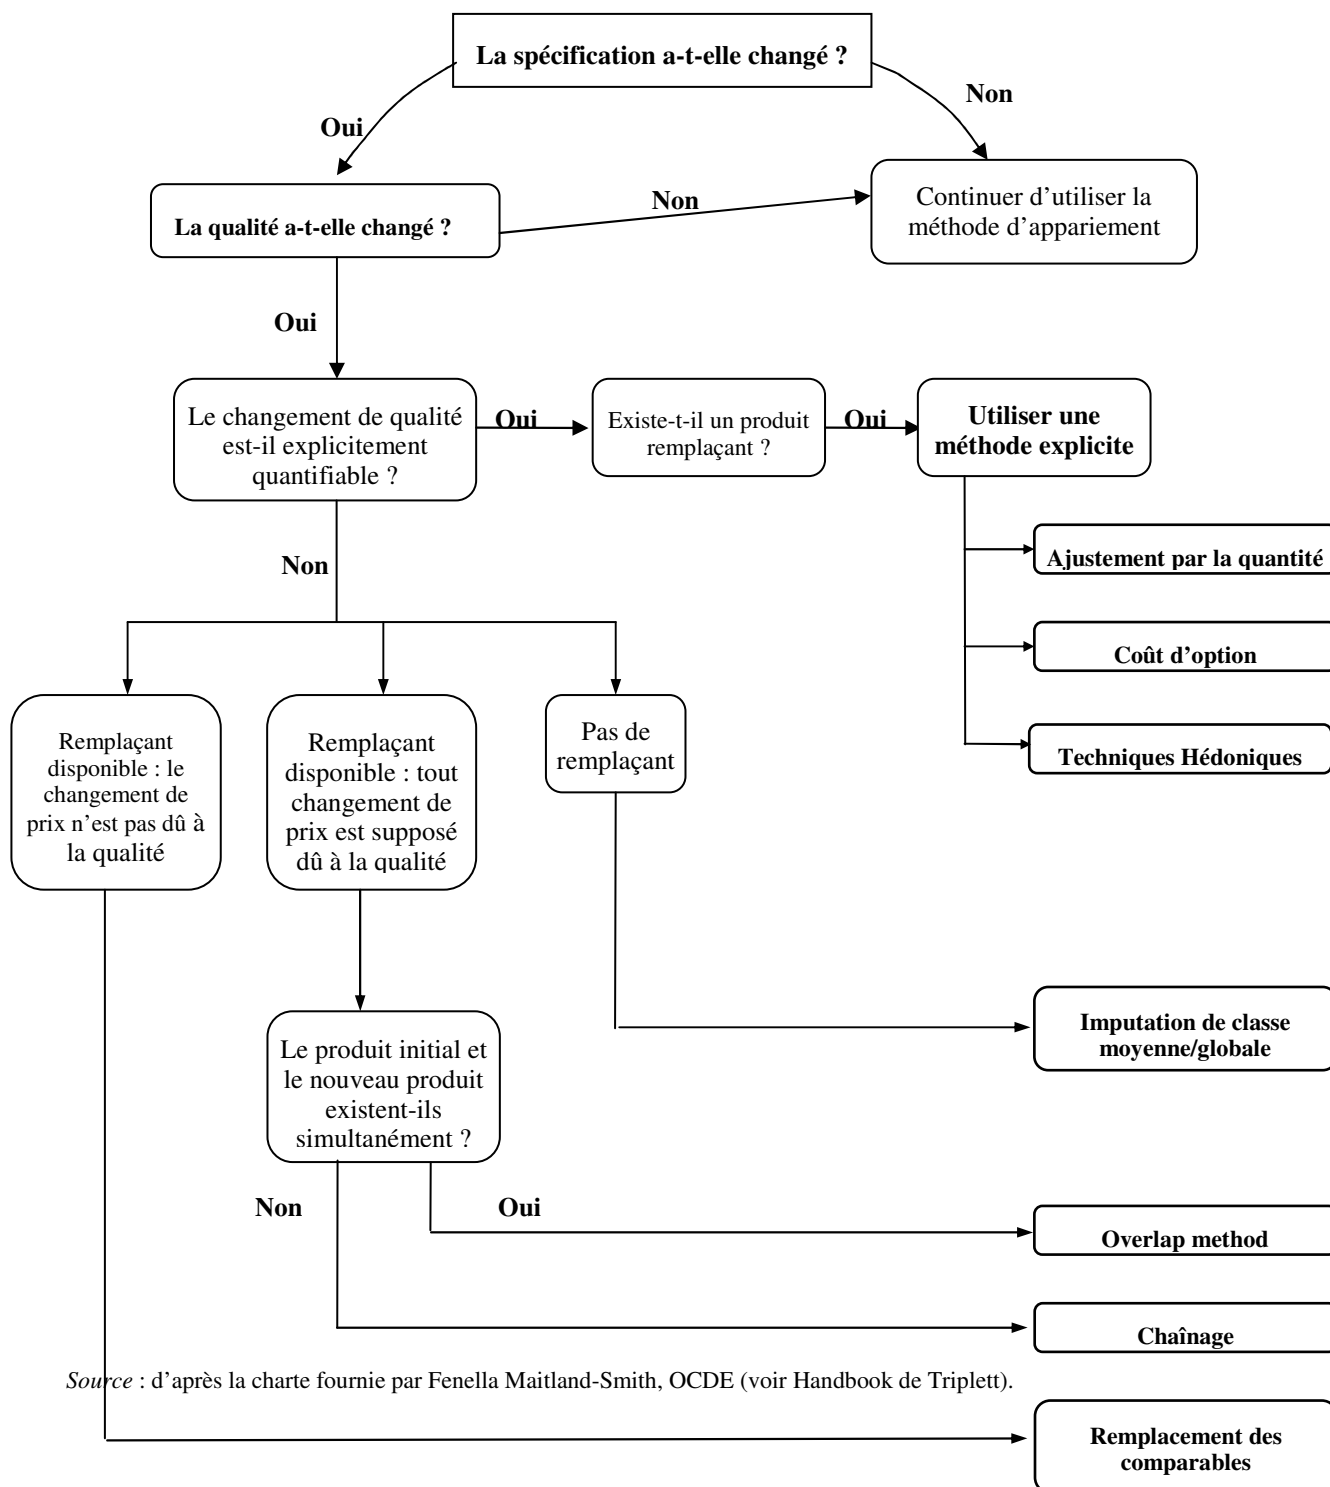 La spécification a-t-elle changé ?
Non
Oui
La qualité a-t-elle changé ?
Non
Continuer d’utiliser la
méthode d’appariement
Oui
Le changement de qualité
est-il explicitement
quantifiable ?
Oui
Existe-t-il un produit
remplaçant ?
Oui
Utiliser une
méthode explicite
Ajustement par la quantité
Non
Coût d’option
Techniques Hédoniques
Remplaçant
disponible : le
changement de
prix n’est pas dû à
la qualité
Remplaçant
disponible : tout
changement de
prix est supposé
dû à la qualité
Pas de
remplaçant
Imputation de classe
moyenne/globale
Le produit initial et
le nouveau produit
existent-ils
simultanément ?
Non
Oui
Overlap method
Chaînage
Source : d’après la charte fournie par Fenella Maitland-Smith, OCDE (voir Handbook de Triplett).
Remplacement des
comparables